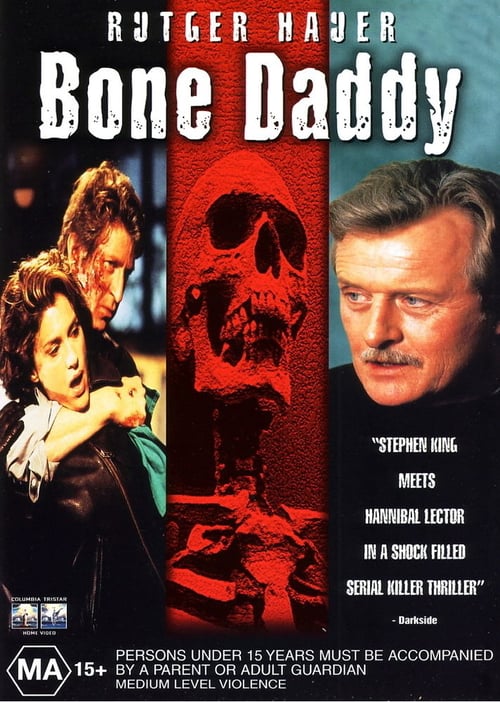 RUTGER HAUER
Bone Daddy
"STEPHEN KING
MEETS
HANNIBAL LECTOR
IN A SHOCK FILLED
SERIAL KILLER THRILLER"
- Darkside
COLUMBIA TRISTAR
HOME VIDEO
MA 15+
PERSONS UNDER 15 YEARS MUST BE ACCOMPANIED
BY A PARENT OR ADULT GUARDIAN
MEDIUM LEVEL VIOLENCE